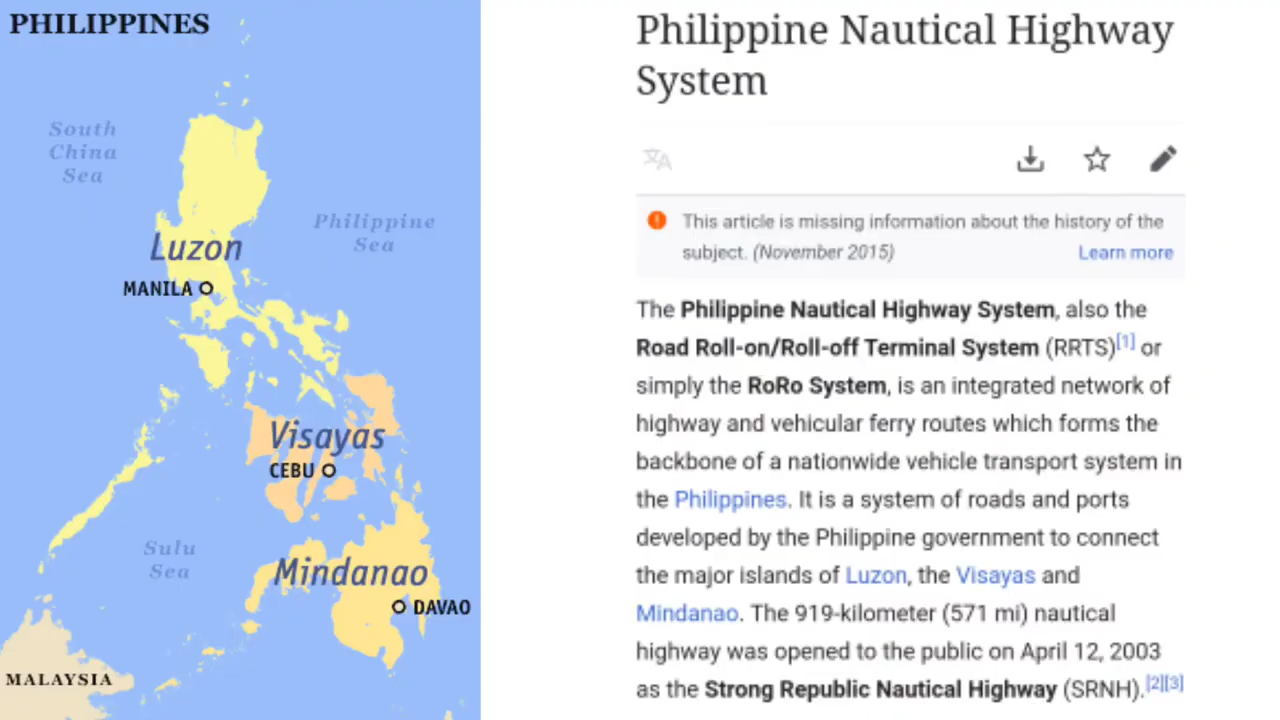 PHILIPPINES
South
China
Sea
Philippine
Sea
Luzon
MANILA
Visayas
CEBU
Sulu
Sea
Mindanao
DAVAO
MALAYSIA
Philippine Nautical Highway
System
This article is missing information about the history of the
subject. (November 2015) Learn more
The Philippine Nautical Highway System, also the
Road Roll-on/Roll-off Terminal System (RRTS)[1] or
simply the RoRo System, is an integrated network of
highway and vehicular ferry routes which forms the
backbone of a nationwide vehicle transport system in
the Philippines. It is a system of roads and ports
developed by the Philippine government to connect
the major islands of Luzon, the Visayas and
Mindanao. The 919-kilometer (571 mi) nautical
highway was opened to the public on April 12, 2003
as the Strong Republic Nautical Highway (SRNH).[2][3]